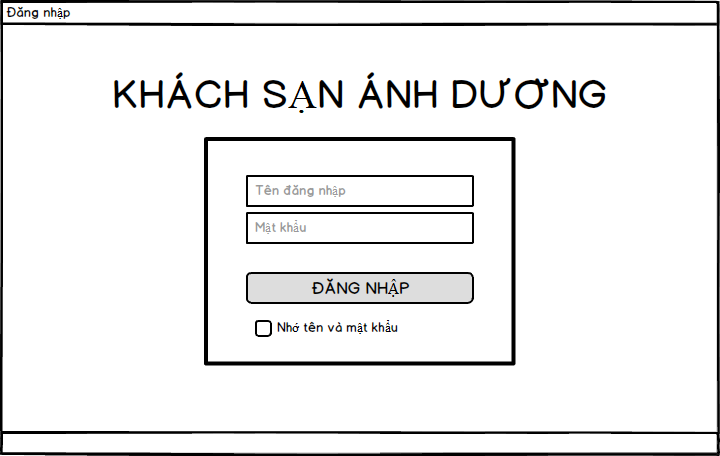 Đăng nhập
KHÁCH SẠN ÁNH DƯƠNG
Tên đăng nhập
Mật khẩu
ĐĂNG NHẬP
Nhớ tên và mật khẩu